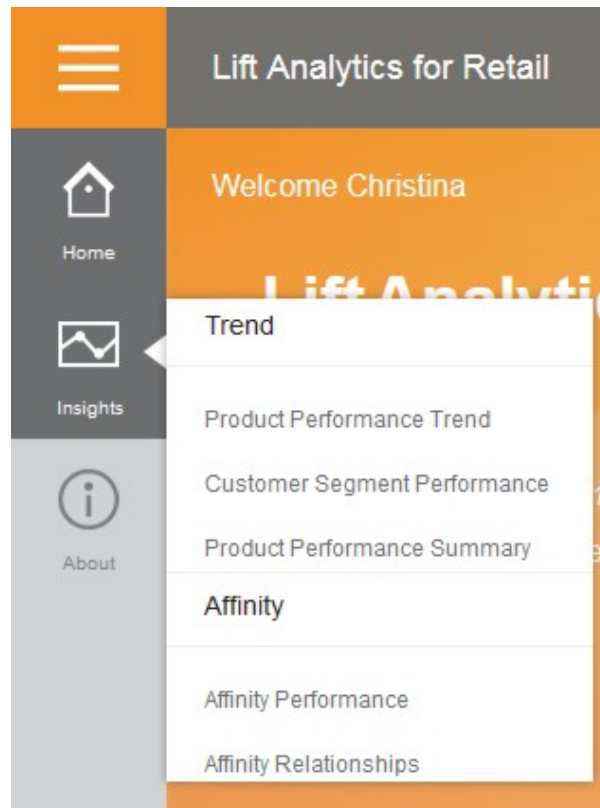 Lift Analytics for Retail
Welcome Christina
Home
Trend
Insights
Product Performance Trend
Customer Segment Performance
Product Performance Summary
About
Affinity
Affinity Performance
Affinity Relationships